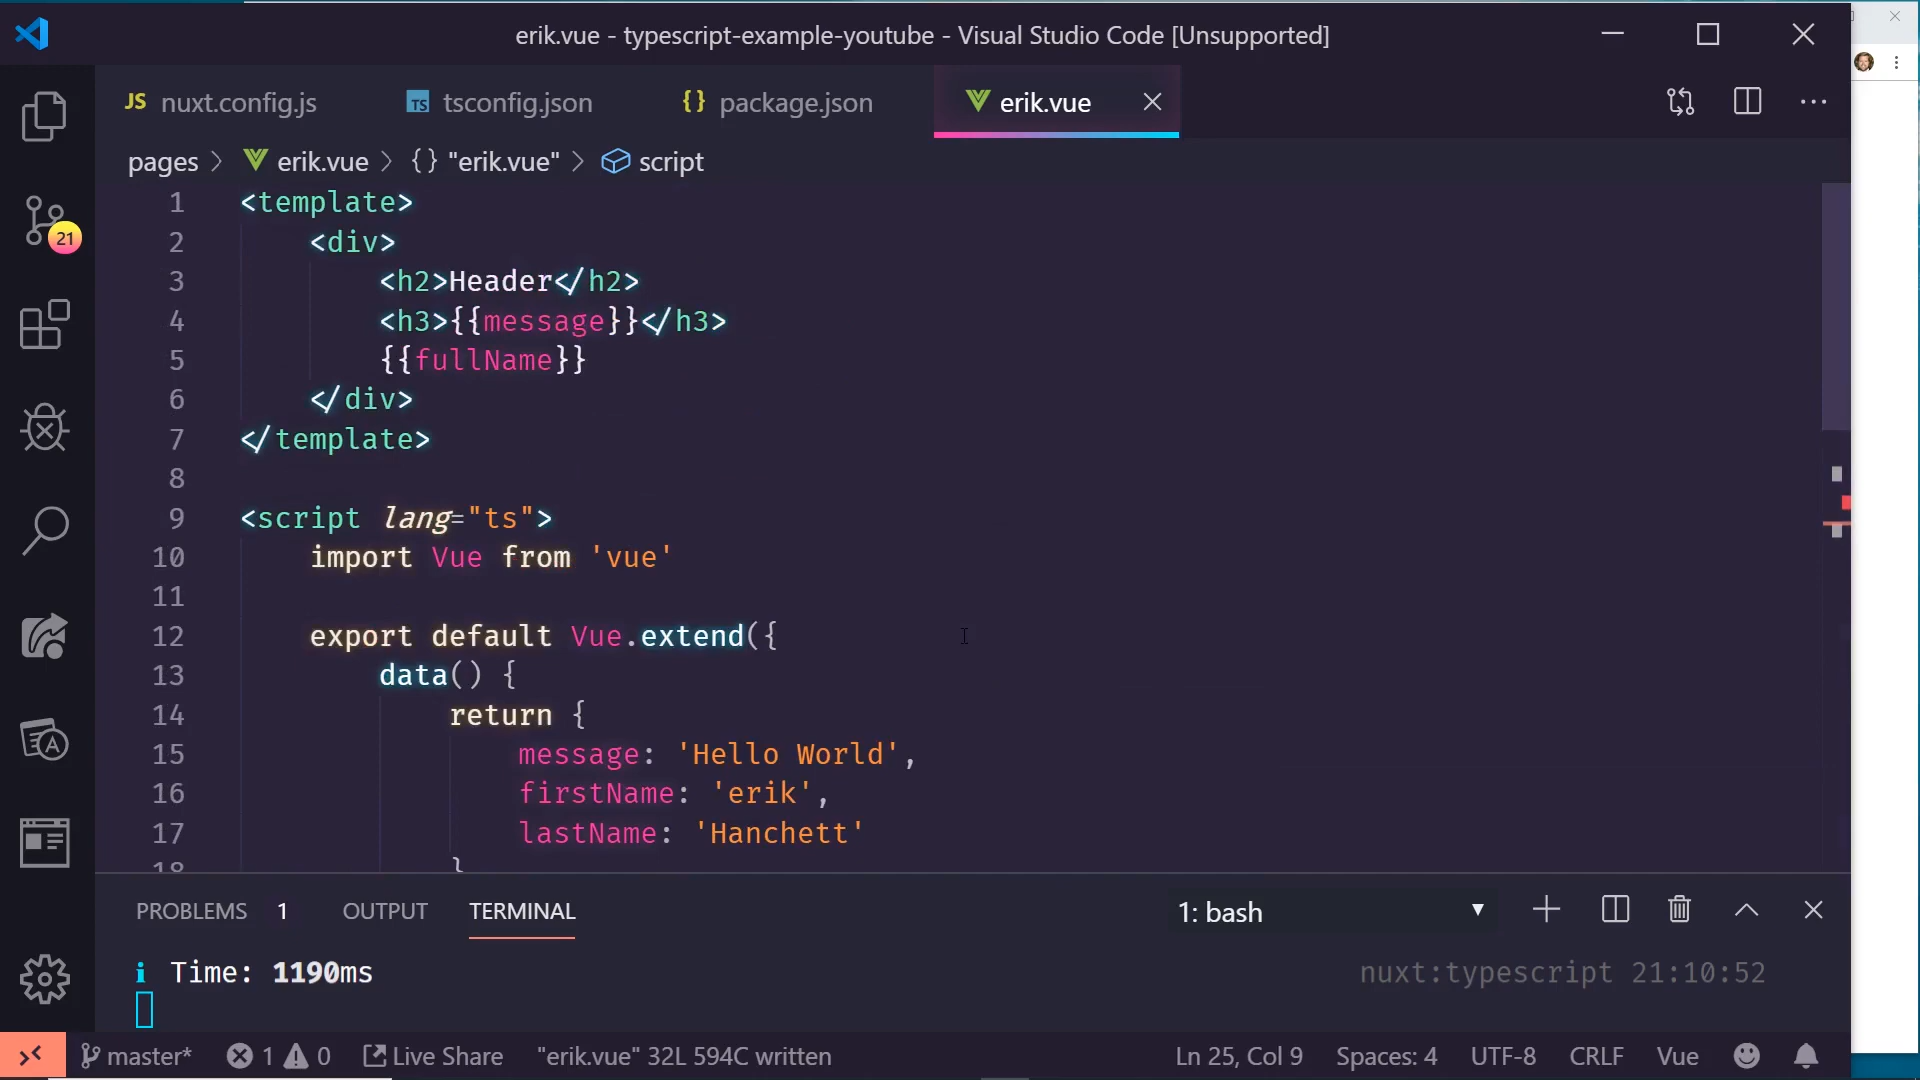 erik.vue - typescript-example-youtube - Visual Studio Code [Unsupported]
JS nuxt.config.js
TS tsconfig.json
{} package.json
erik.vue
pages > erik.vue > {} "erik.vue" > script
21
1 <template>
2 <div>
3 <h2>Header</h2>
4 <h3>{{message}}</h3>
5 {{fullName}}
6 </div>
7 </template>
8
9 <script lang="ts">
10 import Vue from 'vue'
11
12 export default Vue.extend({
13 data() {
14 return {
15 message: 'Hello World',
16 firstName: 'erik',
17 lastName: 'Hanchett'
18 }
PROBLEMS 1 OUTPUT TERMINAL 1: bash
i Time: 1190ms nuxt:typescript 21:10:52
master* 1 0 Live Share "erik.vue" 32L 594C written Ln 25, Col 9 Spaces: 4 UTF-8 CRLF Vue